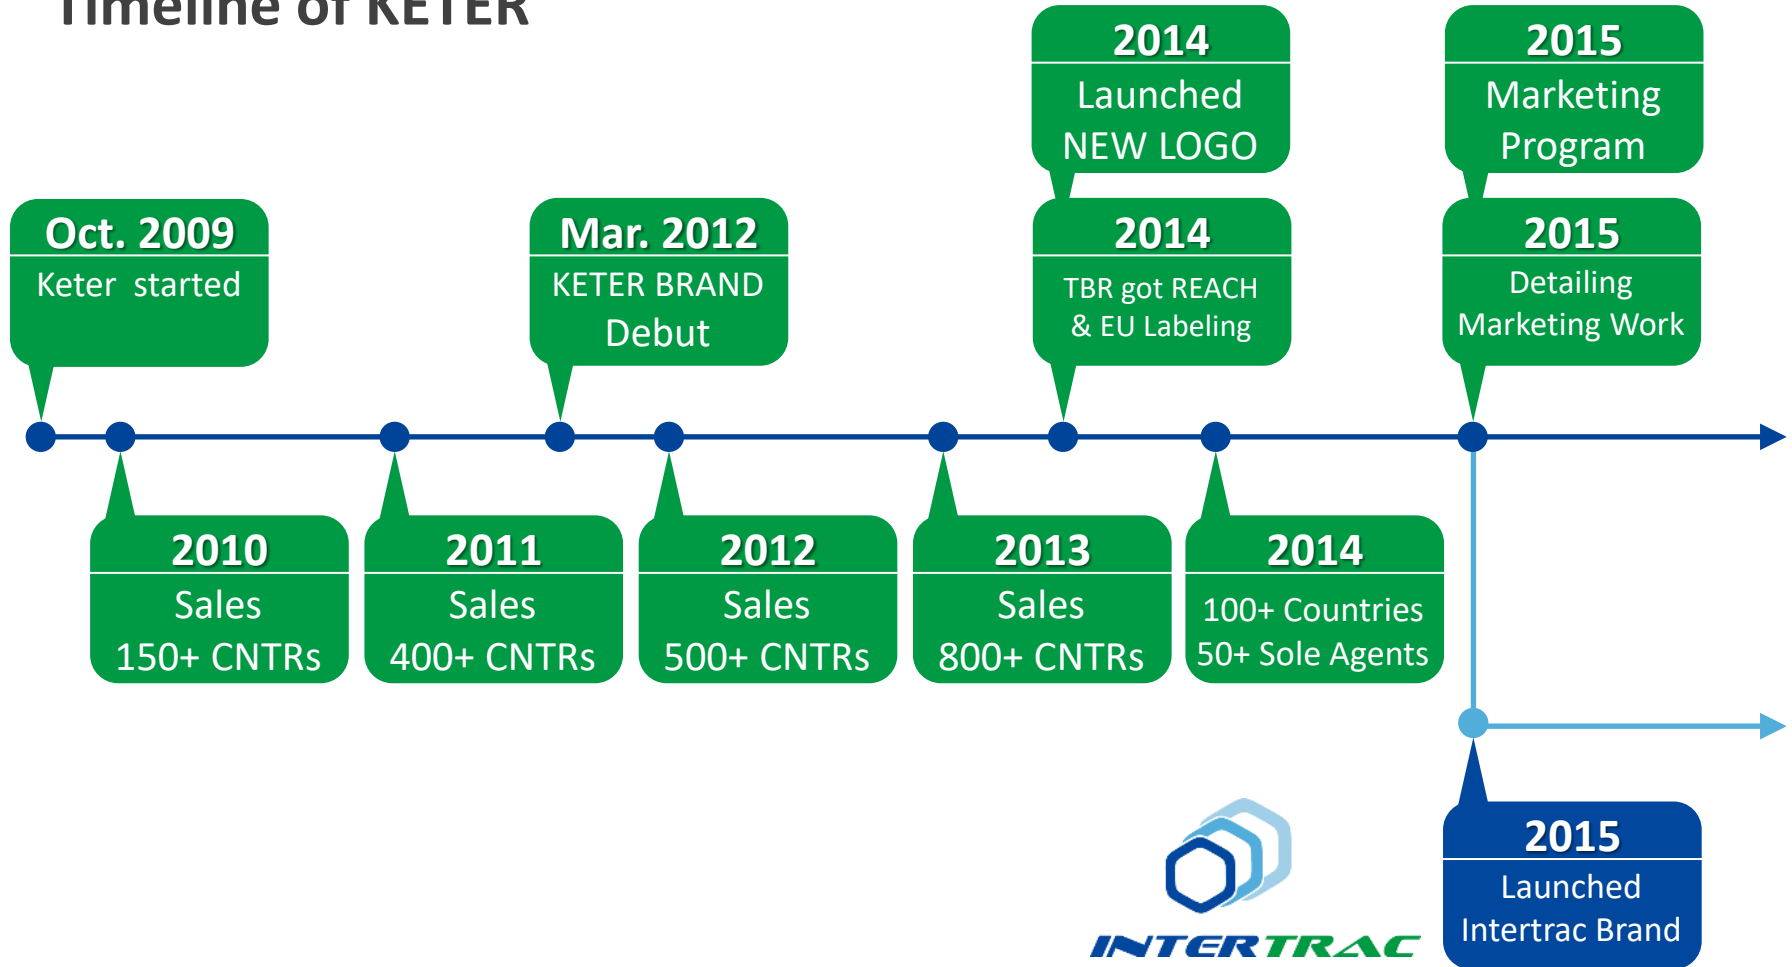 Timeline of KETER
2014
Launched
NEW LOGO
2015
Marketing
Program
Oct. 2009
Keter started
Mar. 2012
KETER BRAND
Debut
2014
TBR got REACH
& EU Labeling
2015
Detailing
Marketing Work
2010
Sales
150+ CNTRs
2011
Sales
400+ CNTRs
2012
Sales
500+ CNTRs
2013
Sales
800+ CNTRs
2014
100+ Countries
50+ Sole Agents
2015
Launched
Intertrac Brand
INTERTRAC